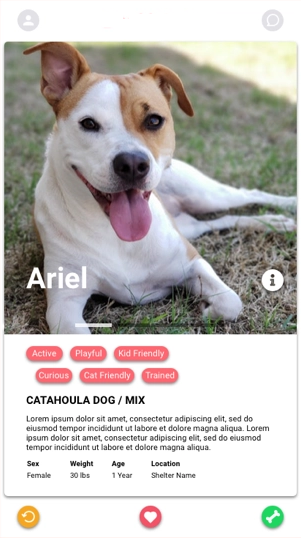 Ariel
Active Playful Kid Friendly
Curious Cat Friendly Trained
CATAHOULA DOG / MIX
Lorem ipsum dolor sit amet, consectetur adipiscing elit, sed do
eiusmod tempor incididunt ut labore et dolore magna aliqua.
Lorem ipsum dolor sit amet, consectetur adipiscing elit, sed do
eiusmod tempor incididunt ut labore et dolore magna aliqua.
Sex Weight Age Location
Female 30 lbs 1 Year Shelter Name